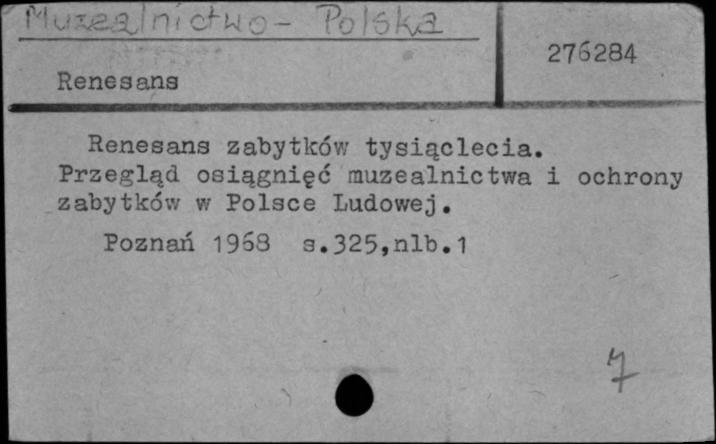 Muzealnictwo - Polska
276284
Renesans
Renesans zabytków tysiąclecia.
Przegląd osiągnięć muzealnictwa i ochrony
zabytków w Polsce Ludowej.
Poznań 1968 s.325,nlb.1
7